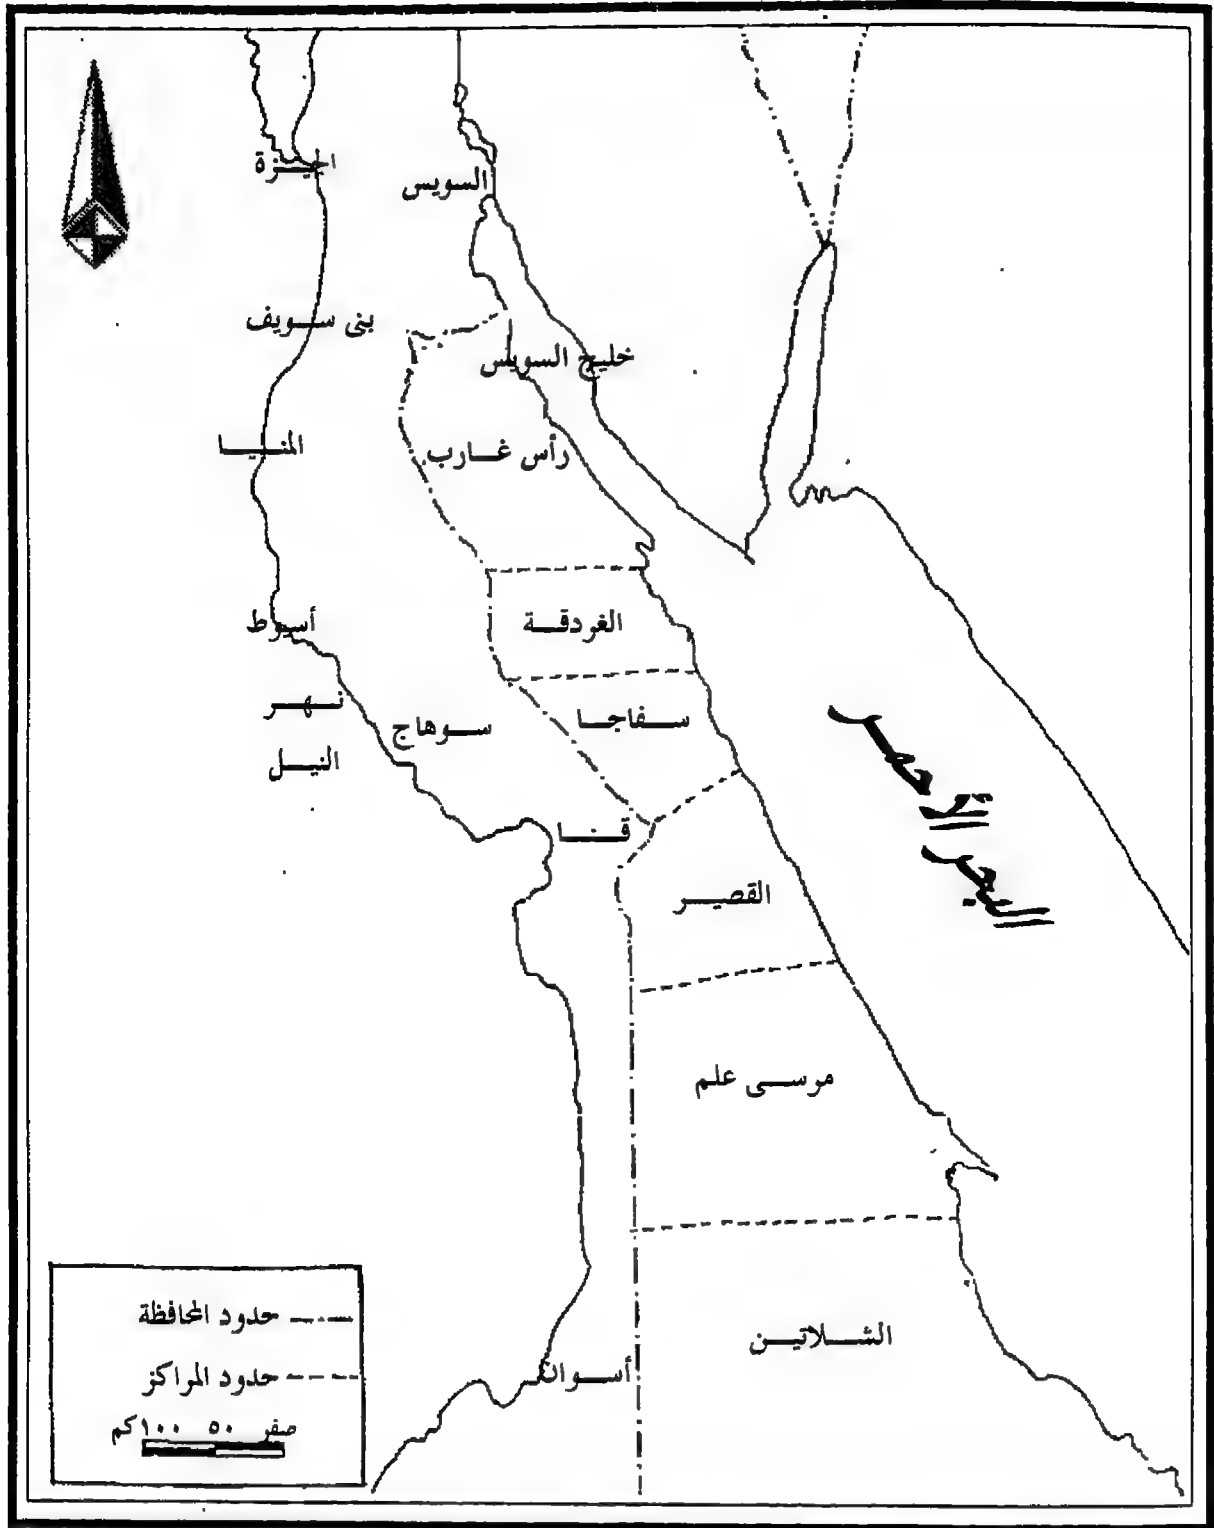 الجيزة
السويس
بنى سويف
خليج السويس
المنيا
رأس غارب
أسيوط
الغردقة
نهر
النيل
سوهاج
سفاجا
البحر الأحمر
قنا
القصير
مرسى علم
الشلاتين
أسوان
حدود المحافظة
حدود المراكز
صفر ٥٠ ١٠٠كم